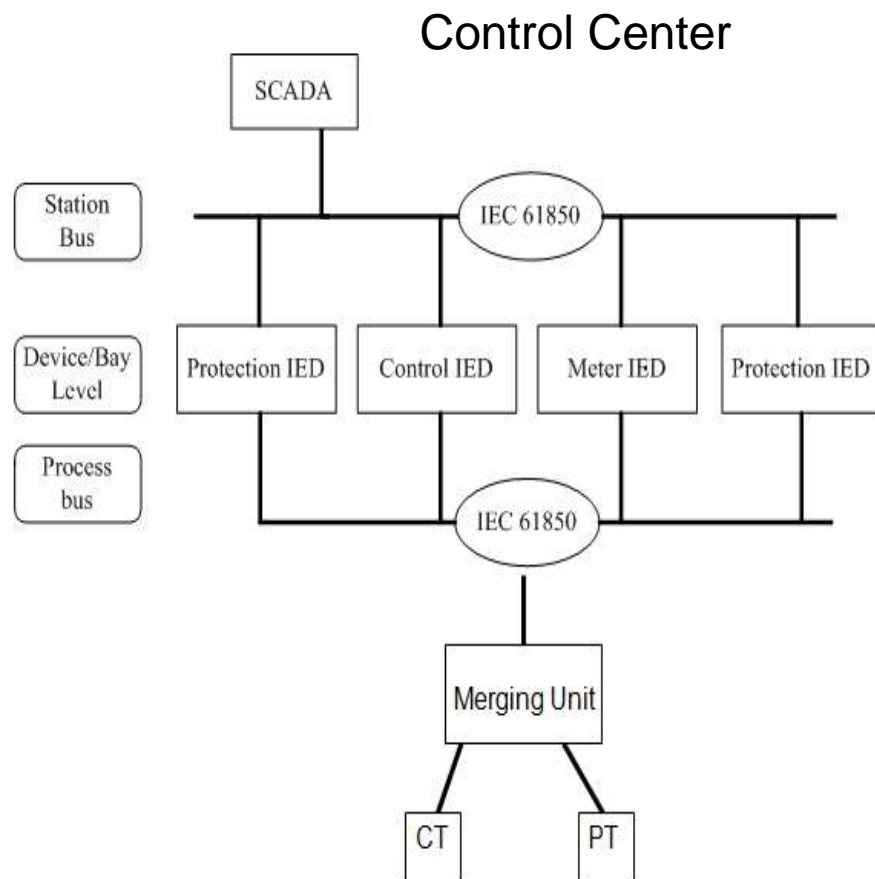 Control Center
SCADA
Station
Bus
IEC 61850
Device/Bay
Level
Protection IED
Control IED
Meter IED
Protection IED
Process
bus
IEC 61850
Merging Unit
CT
PT